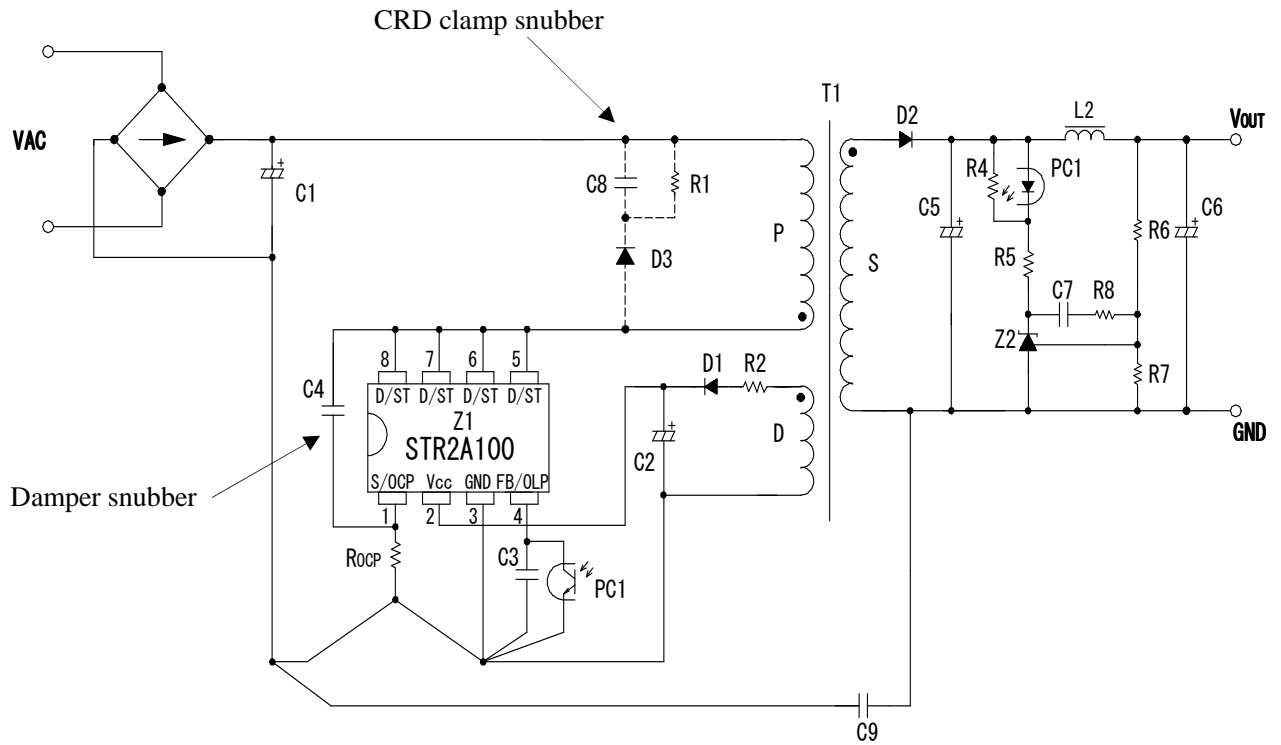 CRD clamp snubber
T1
D2
L2
VOUT
VAC
C1
C8
R1
R4
PC1
C5
C6
P
S
R6
D3
R5
C7
R8
Z2
R7
8
7
6
5
D1
R2
C4
D/ST
D/ST
D/ST
D/ST
Z1
STR2A100
C2
D
GND
Damper snubber
S/OCP
Vcc
GND
FB/OLP
1
2
3
4
ROCP
C3
PC1
C9